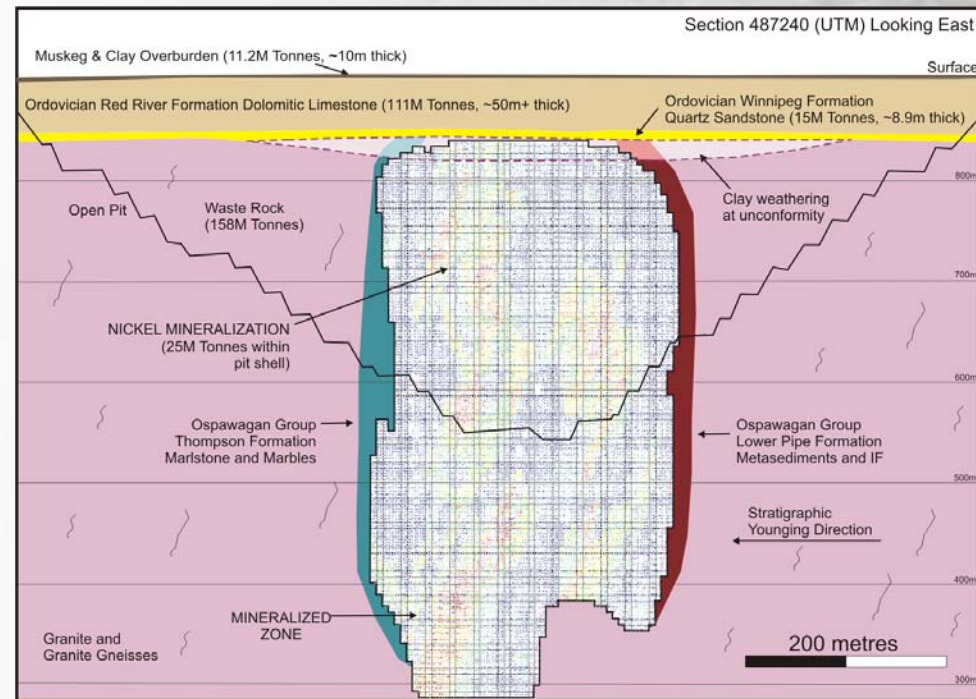 Section 487240 (UTM) Looking East
Muskeg & Clay Overburden (11.2M Tonnes, ~10m thick)
Surface
Ordovician Red River Formation Dolomitic Limestone (111M Tonnes, ~50m+ thick)
Ordovician Winnipeg Formation
Quartz Sandstone (15M Tonnes, ~8.9m thick)
800m
Open Pit
Waste Rock
(158M Tonnes)
Clay weathering
at unconformity
700m
NICKEL MINERALIZATION
(25M Tonnes within
pit shell)
600m
Ospawagan Group
Thompson Formation
Marlstone and Marbles
Ospawagan Group
Lower Pipe Formation
Metasediments and IF
500m
Stratigraphic
Younging Direction
400m
MINERALIZED
ZONE
Granite and
Granite Gneisses
200 metres
300m